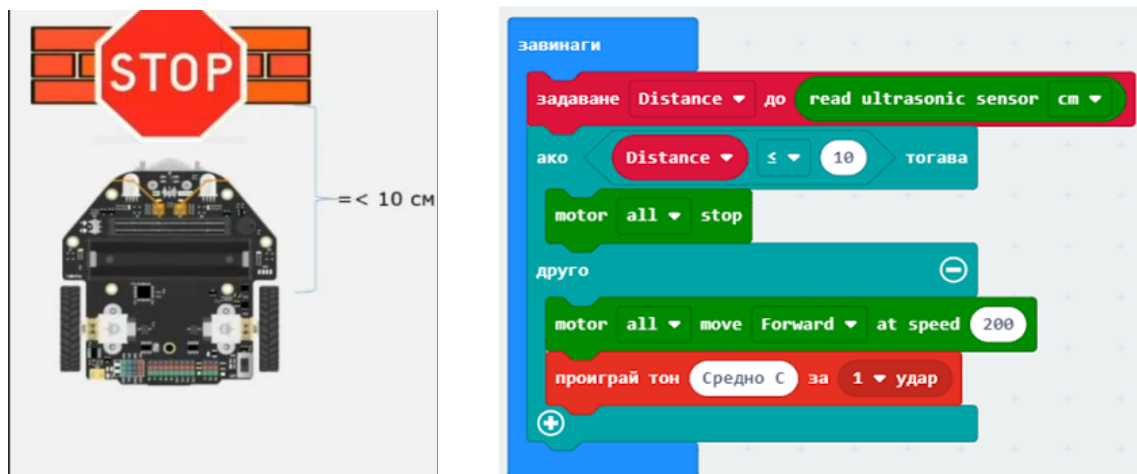 STOP
=< 10 см
завинаги
задаване Distance до read ultrasonic sensor cm
ако Distance ≤ 10 тогава
motor all stop
друго
motor all move Forward at speed 200
проиграй тон Средно C за 1 удар